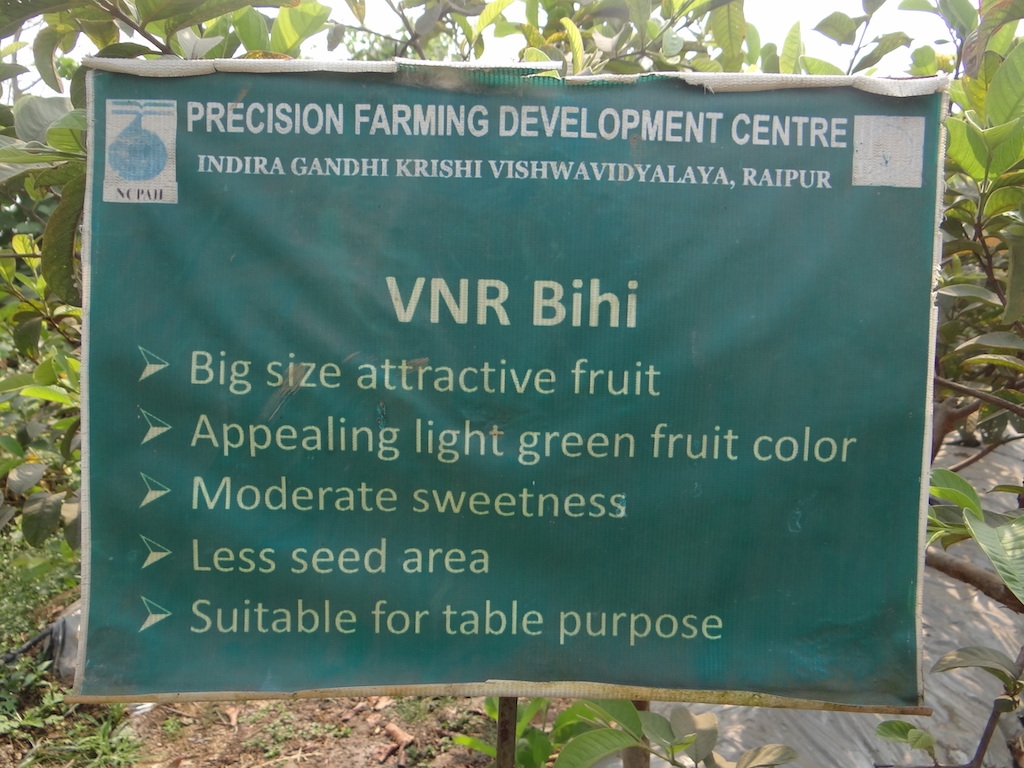 PRECISION FARMING DEVELOPMENT CENTRE
INDIRA GANDHI KRISHI VISHWAVIDYALAYA, RAIPUR
NCPAH
VNR Bihi
Big size attractive fruit
Appealing light green fruit color
Moderate sweetness
Less seed area
Suitable for table purpose